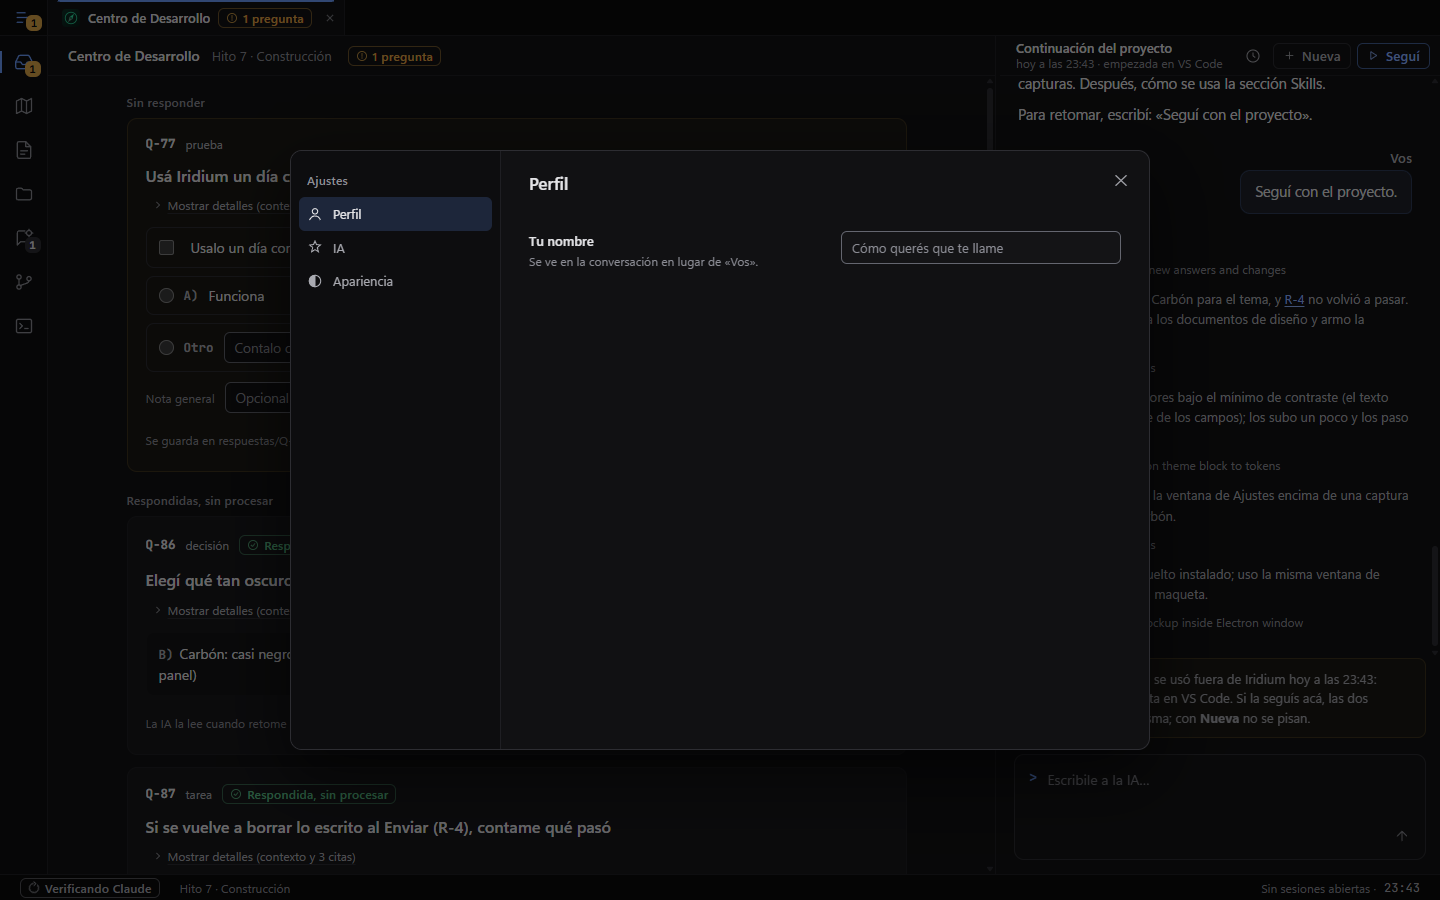 1
Centro de Desarrollo
1 pregunta
1
Centro de Desarrollo
Hito 7 · Construcción
1 pregunta
1
Sin responder
Q-77 prueba
Usá Iridium un día c
Mostrar detalles (conte
Usalo un día cor
A) Funciona
Otro
Contalo c
Nota general
Opcional
Se guarda en respuestas/Q
Respondidas, sin procesar
Q-86 decisión
Resp
Elegí qué tan oscuro
Mostrar detalles (conte
B) Carbón: casi negro
panel)
La IA la lee cuando retome
Q-87 tarea
Respondida, sin procesar
Si se vuelve a borrar lo escrito al Enviar (R-4), contame qué pasó
Mostrar detalles (contexto y 3 citas)
Ajustes
Perfil
IA
Apariencia
Perfil
Tu nombre
Se ve en la conversación en lugar de «Vos».
Cómo querés que te llame
Continuación del proyecto
hoy a las 23:43 · empezada en VS Code
Nueva
Seguí
capturas. Después, cómo se usa la sección Skills.
Para retomar, escribí: «Seguí con el proyecto».
Vos
Seguí con el proyecto.
new answers and changes
Carbón para el tema, y R-4 no volvió a pasar.
a los documentos de diseño y armo la
s
ores bajo el mínimo de contraste (el texto
e de los campos); los subo un poco y los paso
on theme block to tokens
la ventana de Ajustes encima de una captura
bón.
s
uelto instalado; uso la misma ventana de
maqueta.
ockup inside Electron window
se usó fuera de Iridium hoy a las 23:43:
ta en VS Code. Si la seguís acá, las dos
sma; con Nueva no se pisan.
> Escribile a la IA...
Verificando Claude
Hito 7 · Construcción
Sin sesiones abiertas · 23:43